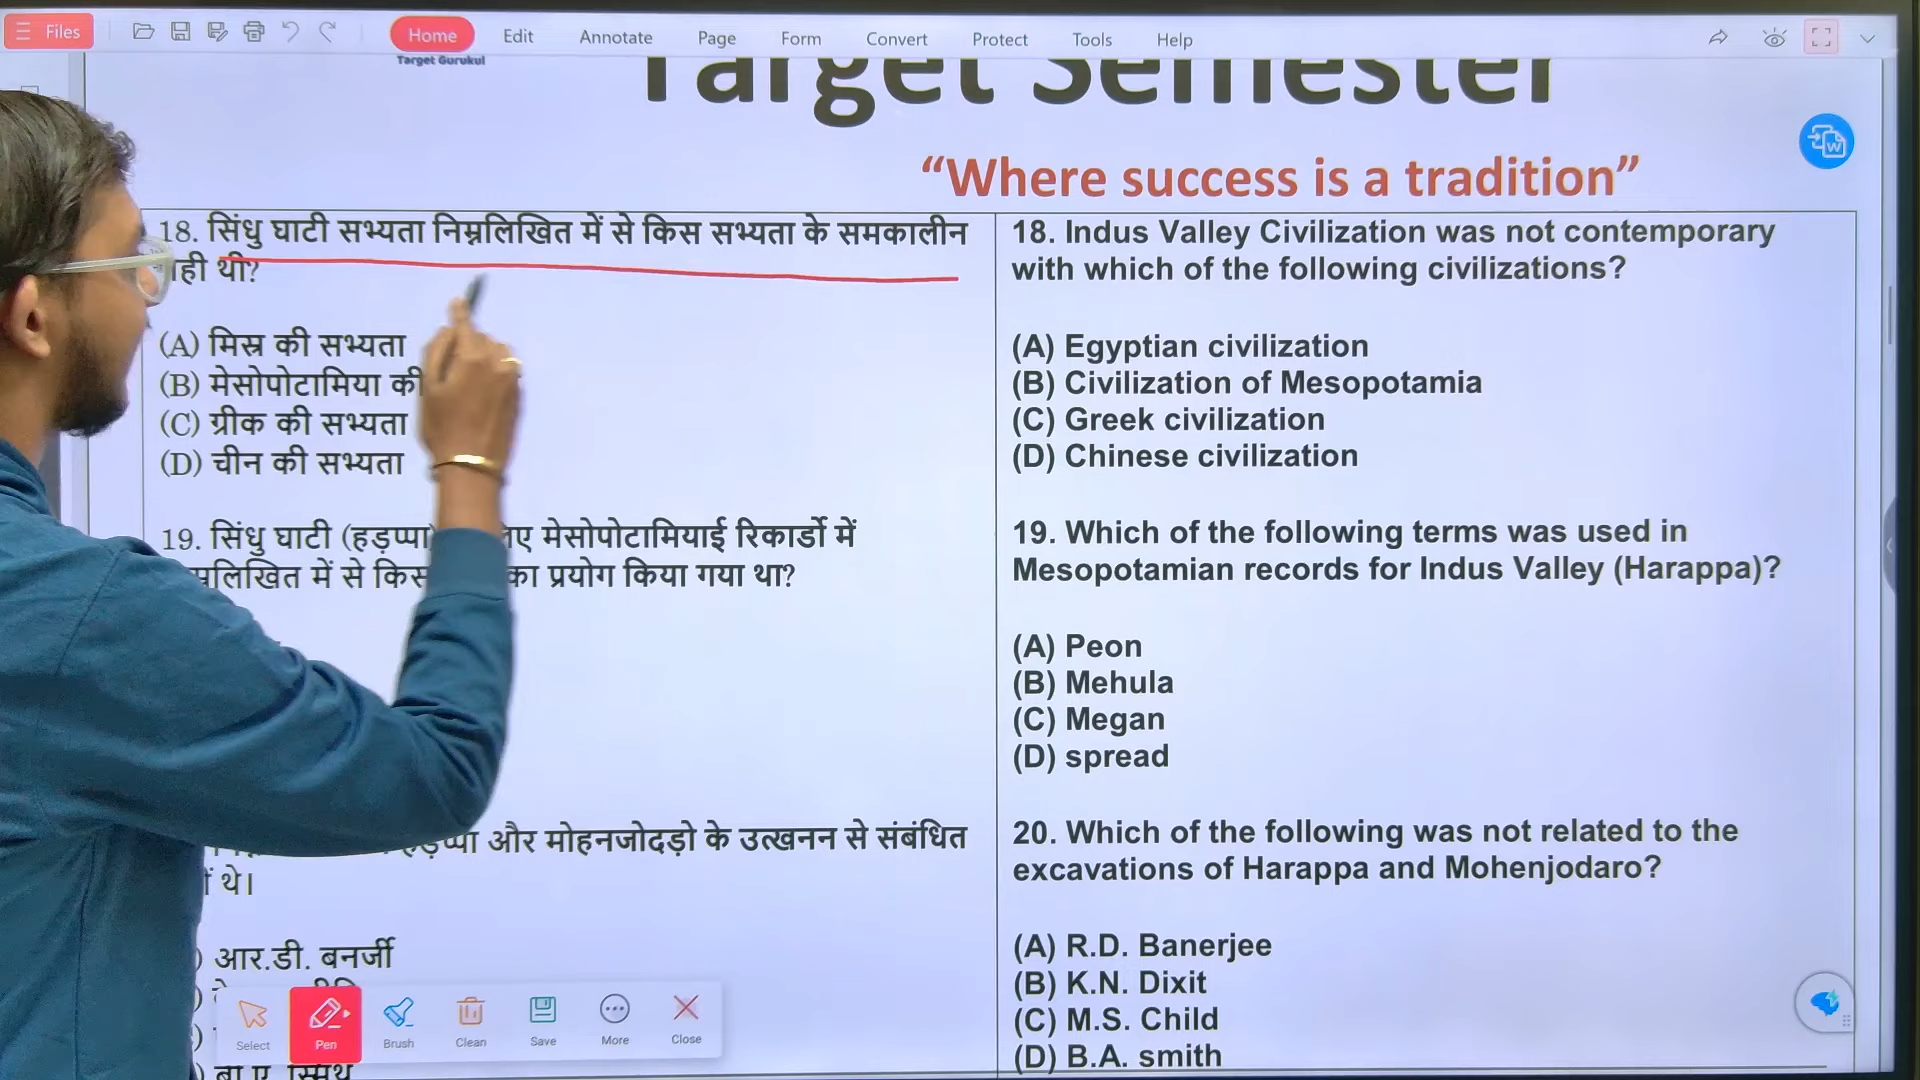 Files
Home Edit Annotate Page Form Convert Protect Tools Help
Target Gurukul
Target Semester
“Where success is a tradition”
18. सिंधु घाटी सभ्यता निम्नलिखित में से किस सभ्यता के समकालीन
ही थी?
(A) मिस्र की सभ्यता
(B) मेसोपोटामिया की
(C) ग्रीक की सभ्यता
(D) चीन की सभ्यता
19. सिंधु घाटी (हड़प्पा) मेसोपोटामियाई रिकार्डो में
में से किस का प्रयोग किया गया था?
और मोहनजोदड़ो के उत्खनन से संबंधित
थे।
आर.डी. बनर्जी
18. Indus Valley Civilization was not contemporary
with which of the following civilizations?
(A) Egyptian civilization
(B) Civilization of Mesopotamia
(C) Greek civilization
(D) Chinese civilization
19. Which of the following terms was used in
Mesopotamian records for Indus Valley (Harappa)?
(A) Peon
(B) Mehula
(C) Megan
(D) spread
20. Which of the following was not related to the
excavations of Harappa and Mohenjodaro?
(A) R.D. Banerjee
(B) K.N. Dixit
(C) M.S. Child
(D) B.A. smith
Select Pen Brush Clean Save More Close